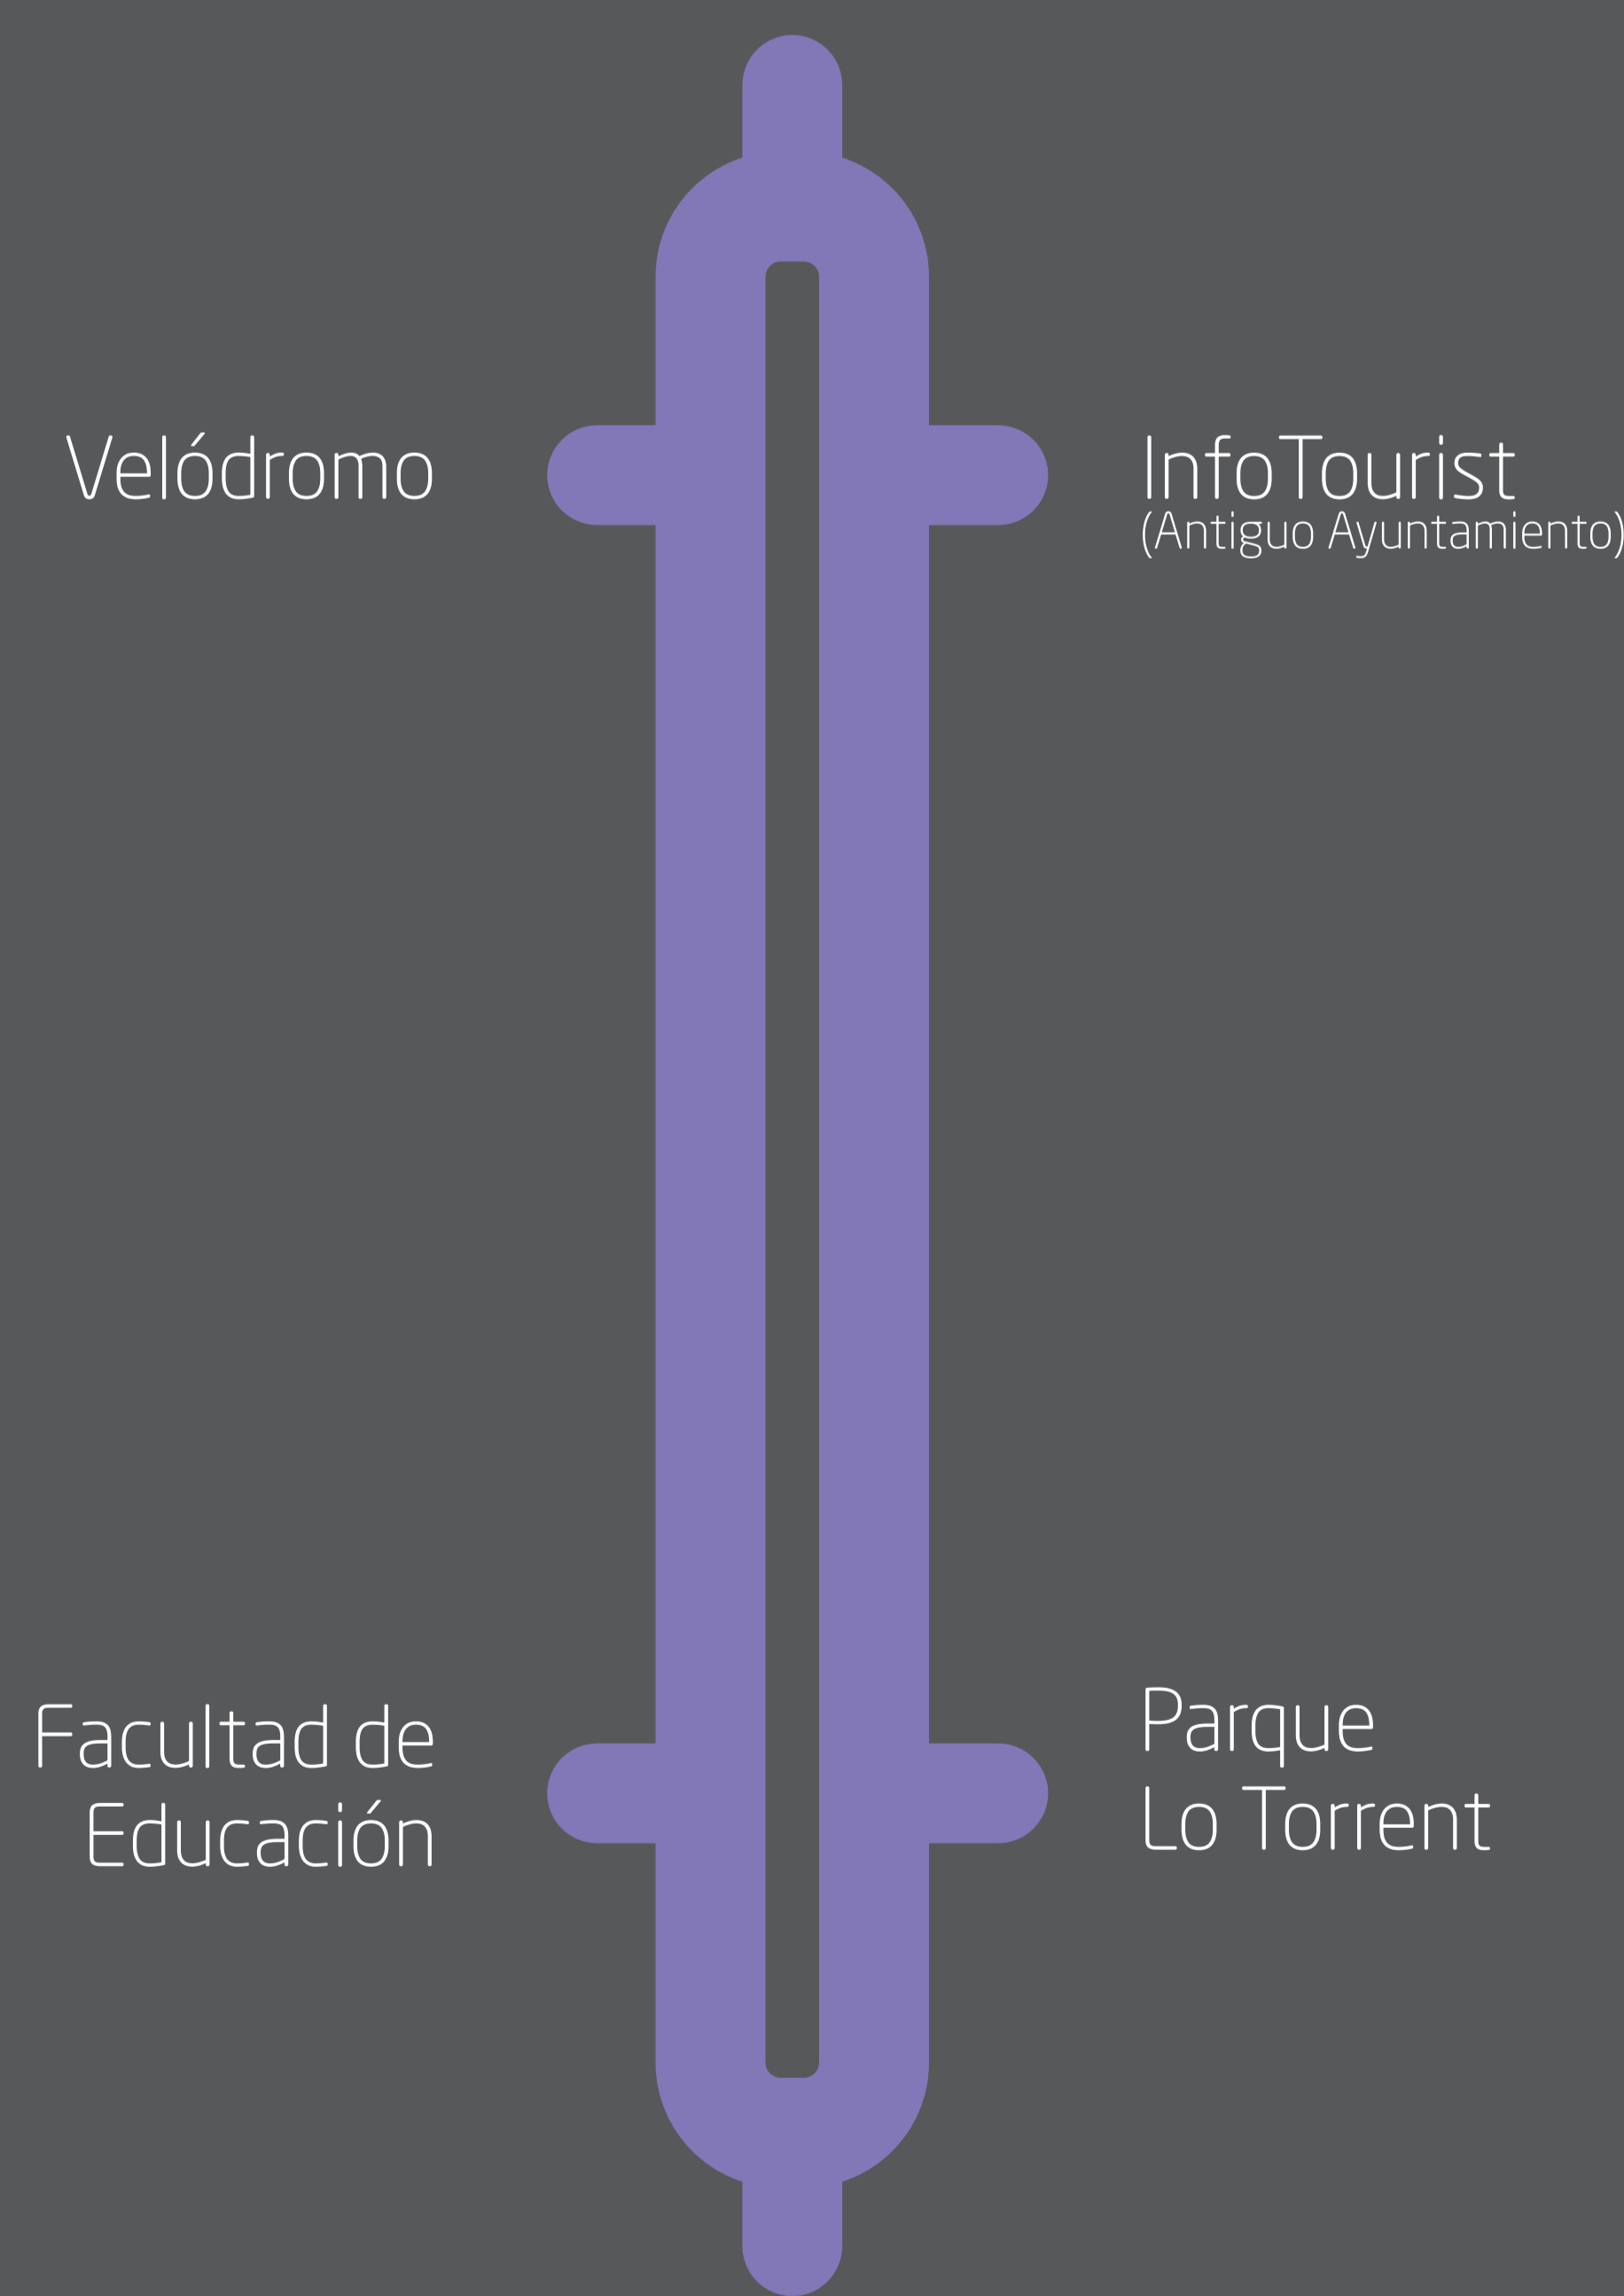 Velódromo
InfoTourist
(Antiguo Ayuntamiento)
Facultad de
Educación
Parque
Lo Torrent